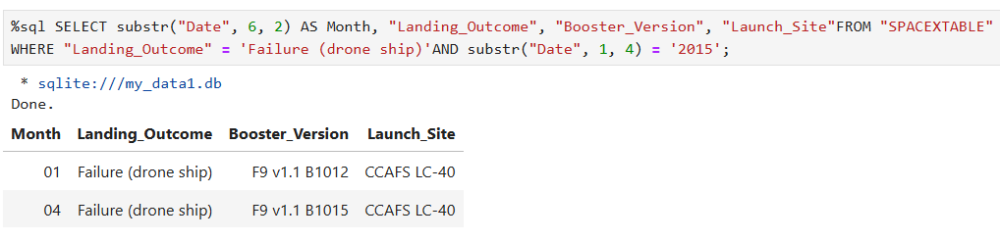 %sql SELECT substr("Date", 6, 2) AS Month, "Landing_Outcome", "Booster_Version", "Launch_Site"FROM "SPACEXTABLE"
WHERE "Landing_Outcome" = 'Failure (drone ship)'AND substr("Date", 1, 4) = '2015';
* sqlite:///my_data1.db
Done.
Month Landing_Outcome Booster_Version Launch_Site
01 Failure (drone ship) F9 v1.1 B1012 CCAFS LC-40
04 Failure (drone ship) F9 v1.1 B1015 CCAFS LC-40